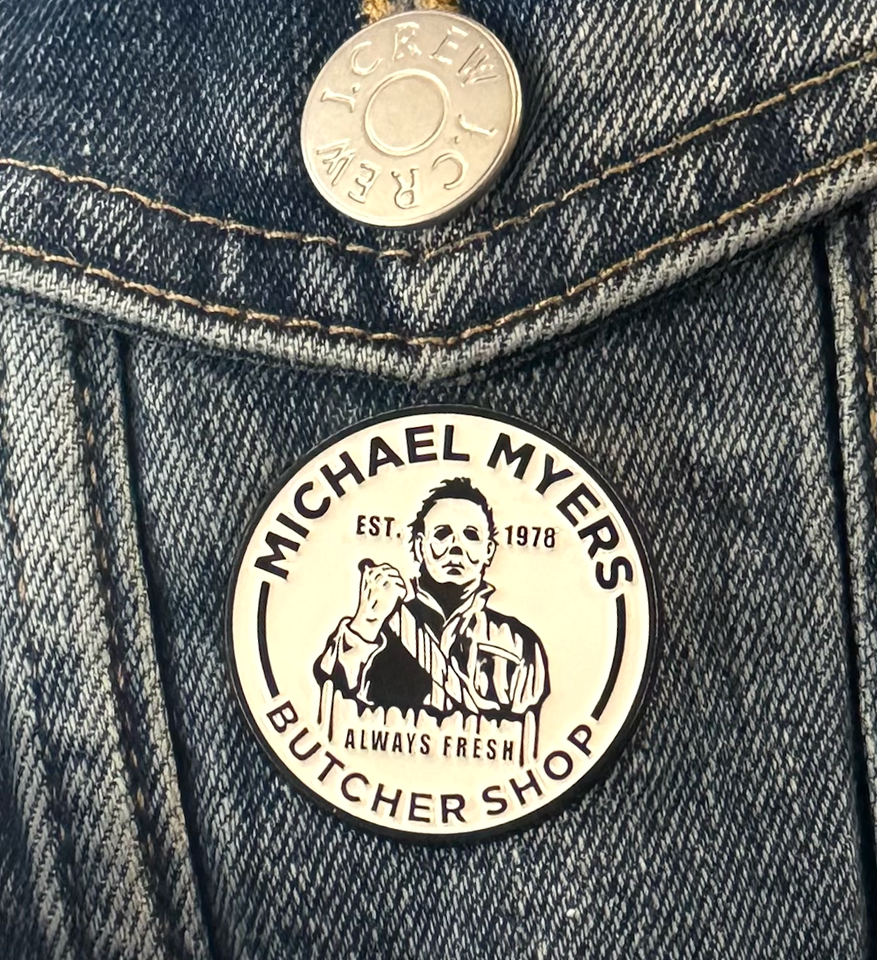 J.CREW J.CREW
MICHAEL MYERS
EST. 1978
ALWAYS FRESH
BUTCHER SHOP